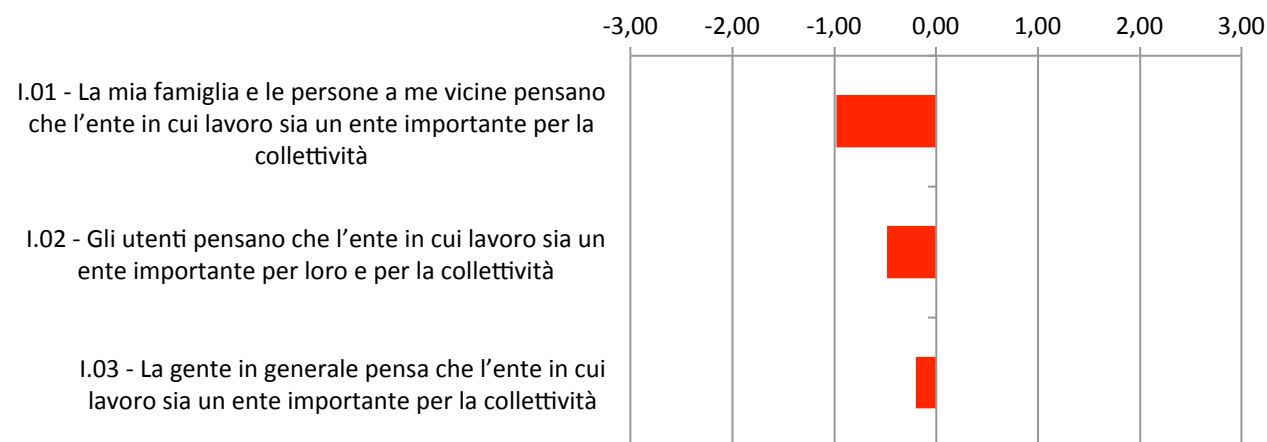 -3,00 -2,00 -1,00 0,00 1,00 2,00 3,00
I.01 - La mia famiglia e le persone a me vicine pensano
che l’ente in cui lavoro sia un ente importante per la
collettività
I.02 - Gli utenti pensano che l’ente in cui lavoro sia un
ente importante per loro e per la collettività
I.03 - La gente in generale pensa che l’ente in cui
lavoro sia un ente importante per la collettività